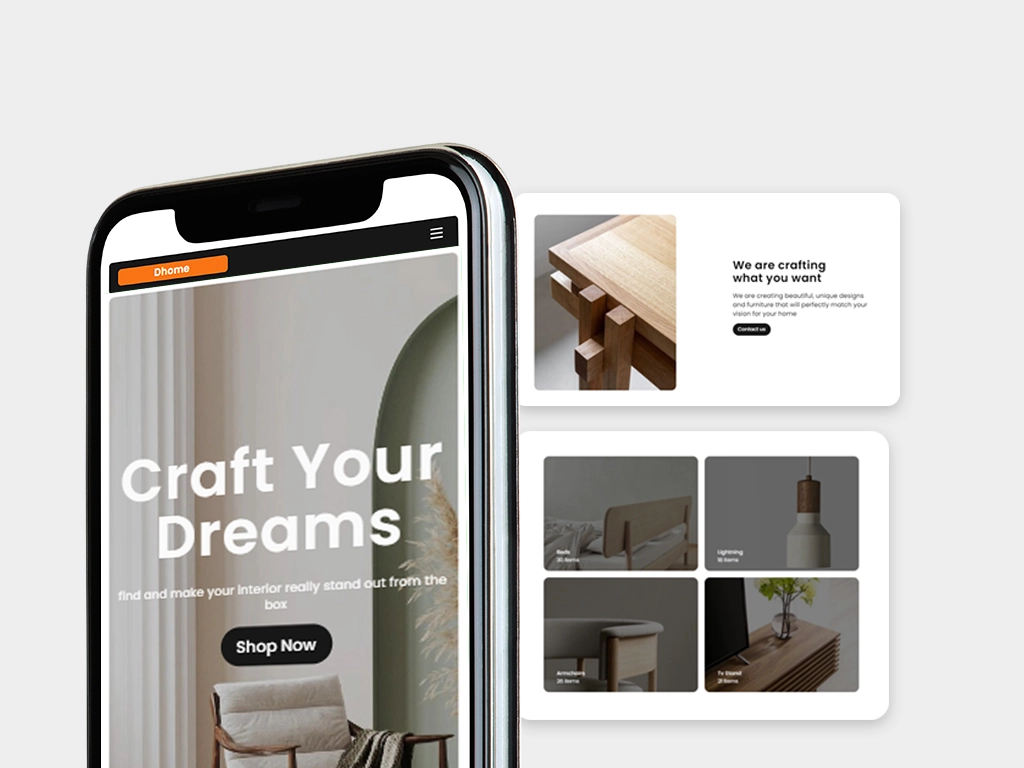 Dhome
Craft Your
Dreams
find and make your interior really stand out from the
box
Shop Now
We are crafting
what you want
We are creating beautiful, unique designs
and furniture that will perfectly match your
vision for your home
Contact us
Beds
30 items
Lightning
18 items
Armchairs
26 items
Tv Stand
21 items